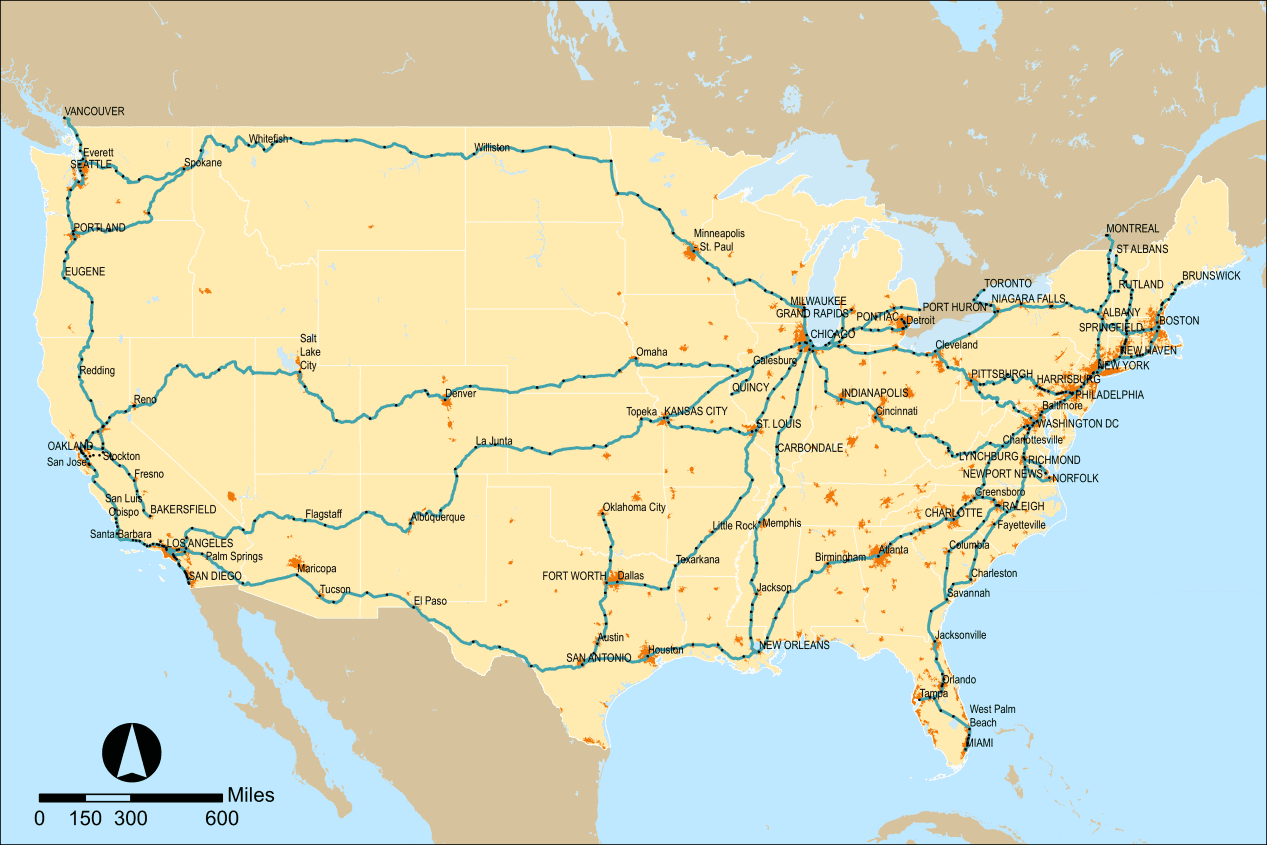 VANCOUVER
Everett
SEATTLE
Spokane
Whitefish
Williston
PORTLAND
EUGENE
Minneapolis
St. Paul
MONTREAL
ST ALBANS
RUTLAND
BRUNSWICK
TORONTO
NIAGARA FALLS
MILWAUKEE
GRAND RAPIDS
PONTIAC
PORT HURON
Detroit
ALBANY
BOSTON
SPRINGFIELD
CHICAGO
Salt
Lake
City
Redding
Omaha
Galesburg
Cleveland
NEW HAVEN
NEW YORK
PITTSBURGH
HARRISBURG
Reno
Denver
QUINCY
INDIANAPOLIS
PHILADELPHIA
Baltimore
Topeka
KANSAS CITY
Cincinnati
ST. LOUIS
WASHINGTON DC
OAKLAND
San Jose
Stockton
La Junta
CARBONDALE
Charlottesville
LYNCHBURG
RICHMOND
Fresno
NEWPORT NEWS
NORFOLK
San Luis
Obispo
BAKERSFIELD
Greensboro
RALEIGH
Flagstaff
Albuquerque
Oklahoma City
CHARLOTTE
Little Rock
Memphis
Fayetteville
Santa Barbara
LOS ANGELES
Palm Springs
Columbia
Atlanta
Birmingham
Texarkana
SAN DIEGO
Maricopa
FORT WORTH
Dallas
Charleston
Tucson
Jackson
Savannah
El Paso
Austin
Jacksonville
SAN ANTONIO
Houston
NEW ORLEANS
Orlando
Tampa
West Palm
Beach
MIAMI
Miles
0 150 300 600